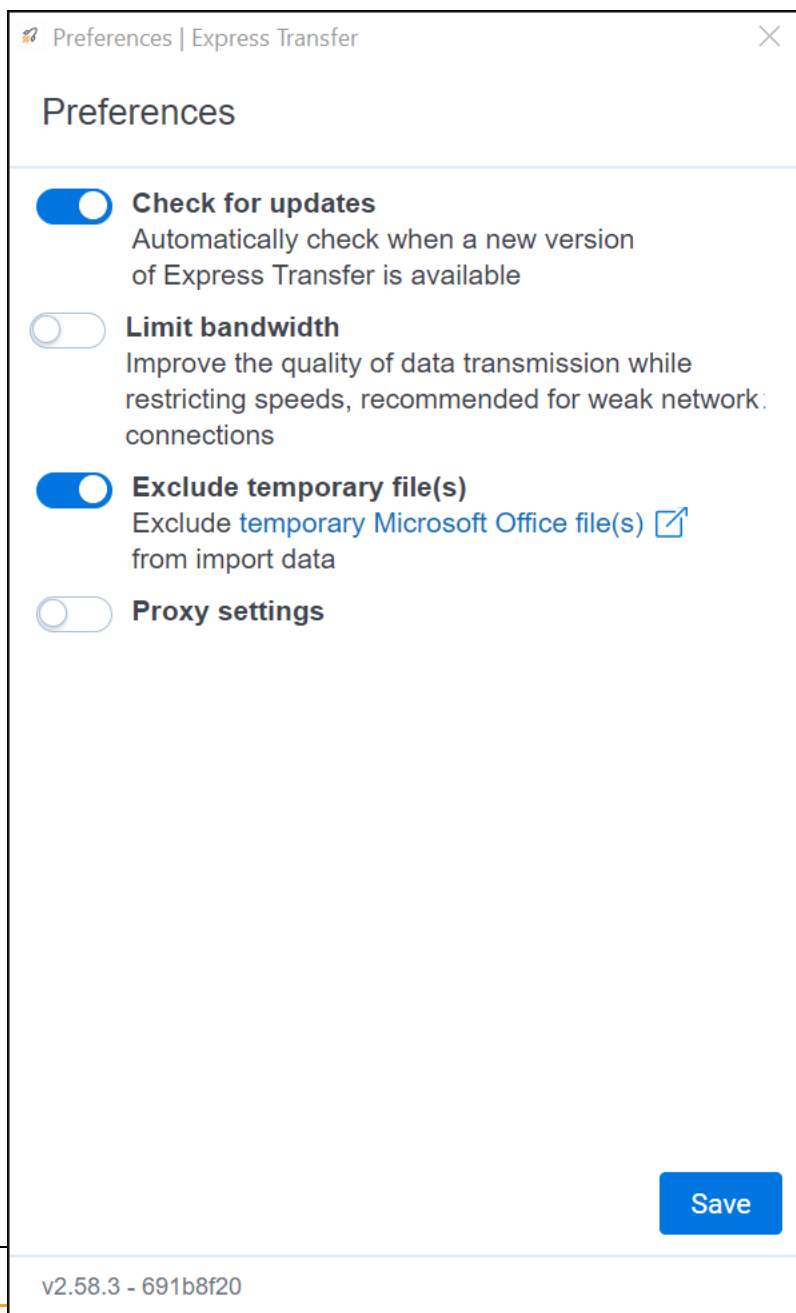 Preferences | Express Transfer
Preferences
Check for updates
Automatically check when a new version
of Express Transfer is available
Limit bandwidth
Improve the quality of data transmission while
restricting speeds, recommended for weak network
connections
Exclude temporary file(s)
Exclude temporary Microsoft Office file(s)
from import data
Proxy settings
Save
v2.58.3 - 691b8f20